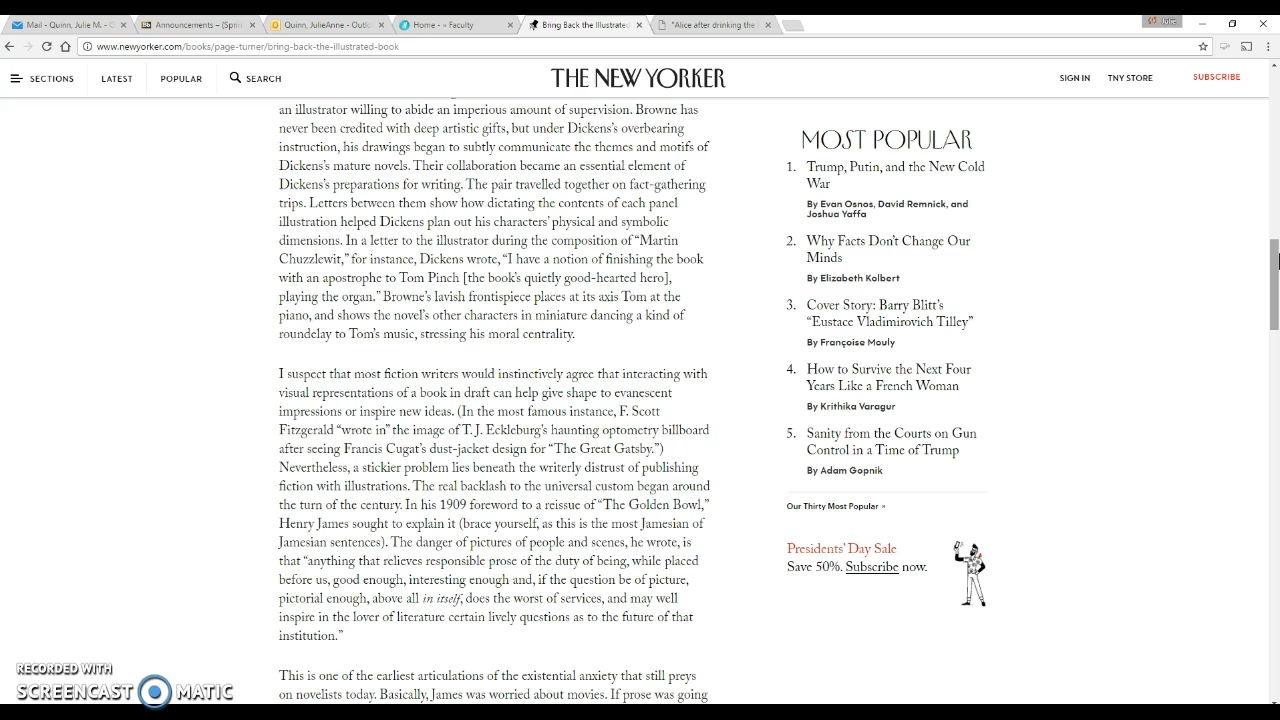 Mail - Quinn, Julie M. - C
Announcements – (Sprin
Quinn, JulieAnne - Outlo
Home - « Faculty
Bring Back the Illustrated
"Alice after drinking the
Julie
www.newyorker.com/books/page-turner/bring-back-the-illustrated-book
SECTIONS
LATEST
POPULAR
SEARCH
THE NEW YORKER
SIGN IN
TNY STORE
SUBSCRIBE
an illustrator willing to abide an imperious amount of supervision. Browne has
never been credited with deep artistic gifts, but under Dickens’s overbearing
instruction, his drawings began to subtly communicate the themes and motifs of
Dickens’s mature novels. Their collaboration became an essential element of
Dickens’s preparations for writing. The pair travelled together on fact-gathering
trips. Letters between them show how dictating the contents of each panel
illustration helped Dickens plan out his characters’ physical and symbolic
dimensions. In a letter to the illustrator during the composition of “Martin
Chuzzlewit,” for instance, Dickens wrote, “I have a notion of finishing the book
with an apostrophe to Tom Pinch [the book’s quietly good-hearted hero],
playing the organ.” Browne’s lavish frontispiece places at its axis Tom at the
piano, and shows the novel’s other characters in miniature dancing a kind of
roundelay to Tom’s music, stressing his moral centrality.
I suspect that most fiction writers would instinctively agree that interacting with
visual representations of a book in draft can help give shape to evanescent
impressions or inspire new ideas. (In the most famous instance, F. Scott
Fitzgerald “wrote in” the image of T. J. Eckleburg’s haunting optometry billboard
after seeing Francis Cugat’s dust-jacket design for “The Great Gatsby.”)
Nevertheless, a stickier problem lies beneath the writerly distrust of publishing
fiction with illustrations. The real backlash to the universal custom began around
the turn of the century. In his 1909 foreword to a reissue of “The Golden Bowl,”
Henry James sought to explain it (brace yourself, as this is the most Jamesian of
Jamesian sentences). The danger of pictures of people and scenes, he wrote, is
that “anything that relieves responsible prose of the duty of being, while placed
before us, good enough, interesting enough and, if the question be of picture,
pictorial enough, above all in itself, does the worst of services, and may well
inspire in the lover of literature certain lively questions as to the future of that
institution.”
This is one of the earliest articulations of the existential anxiety that still preys
on novelists today. Basically, James was worried about movies. If prose was going
MOST POPULAR
1. Trump, Putin, and the New Cold
War
By Evan Osnos, David Remnick, and
Joshua Yaffa
2. Why Facts Don’t Change Our
Minds
By Elizabeth Kolbert
3. Cover Story: Barry Blitt’s
“Eustace Vladimirovich Tilley”
By Françoise Mouly
4. How to Survive the Next Four
Years Like a French Woman
By Krithika Varagur
5. Sanity from the Courts on Gun
Control in a Time of Trump
By Adam Gopnik
Our Thirty Most Popular »
Presidents’ Day Sale
Save 50%. Subscribe now.
RECORDED WITH
SCREENCAST MATIC